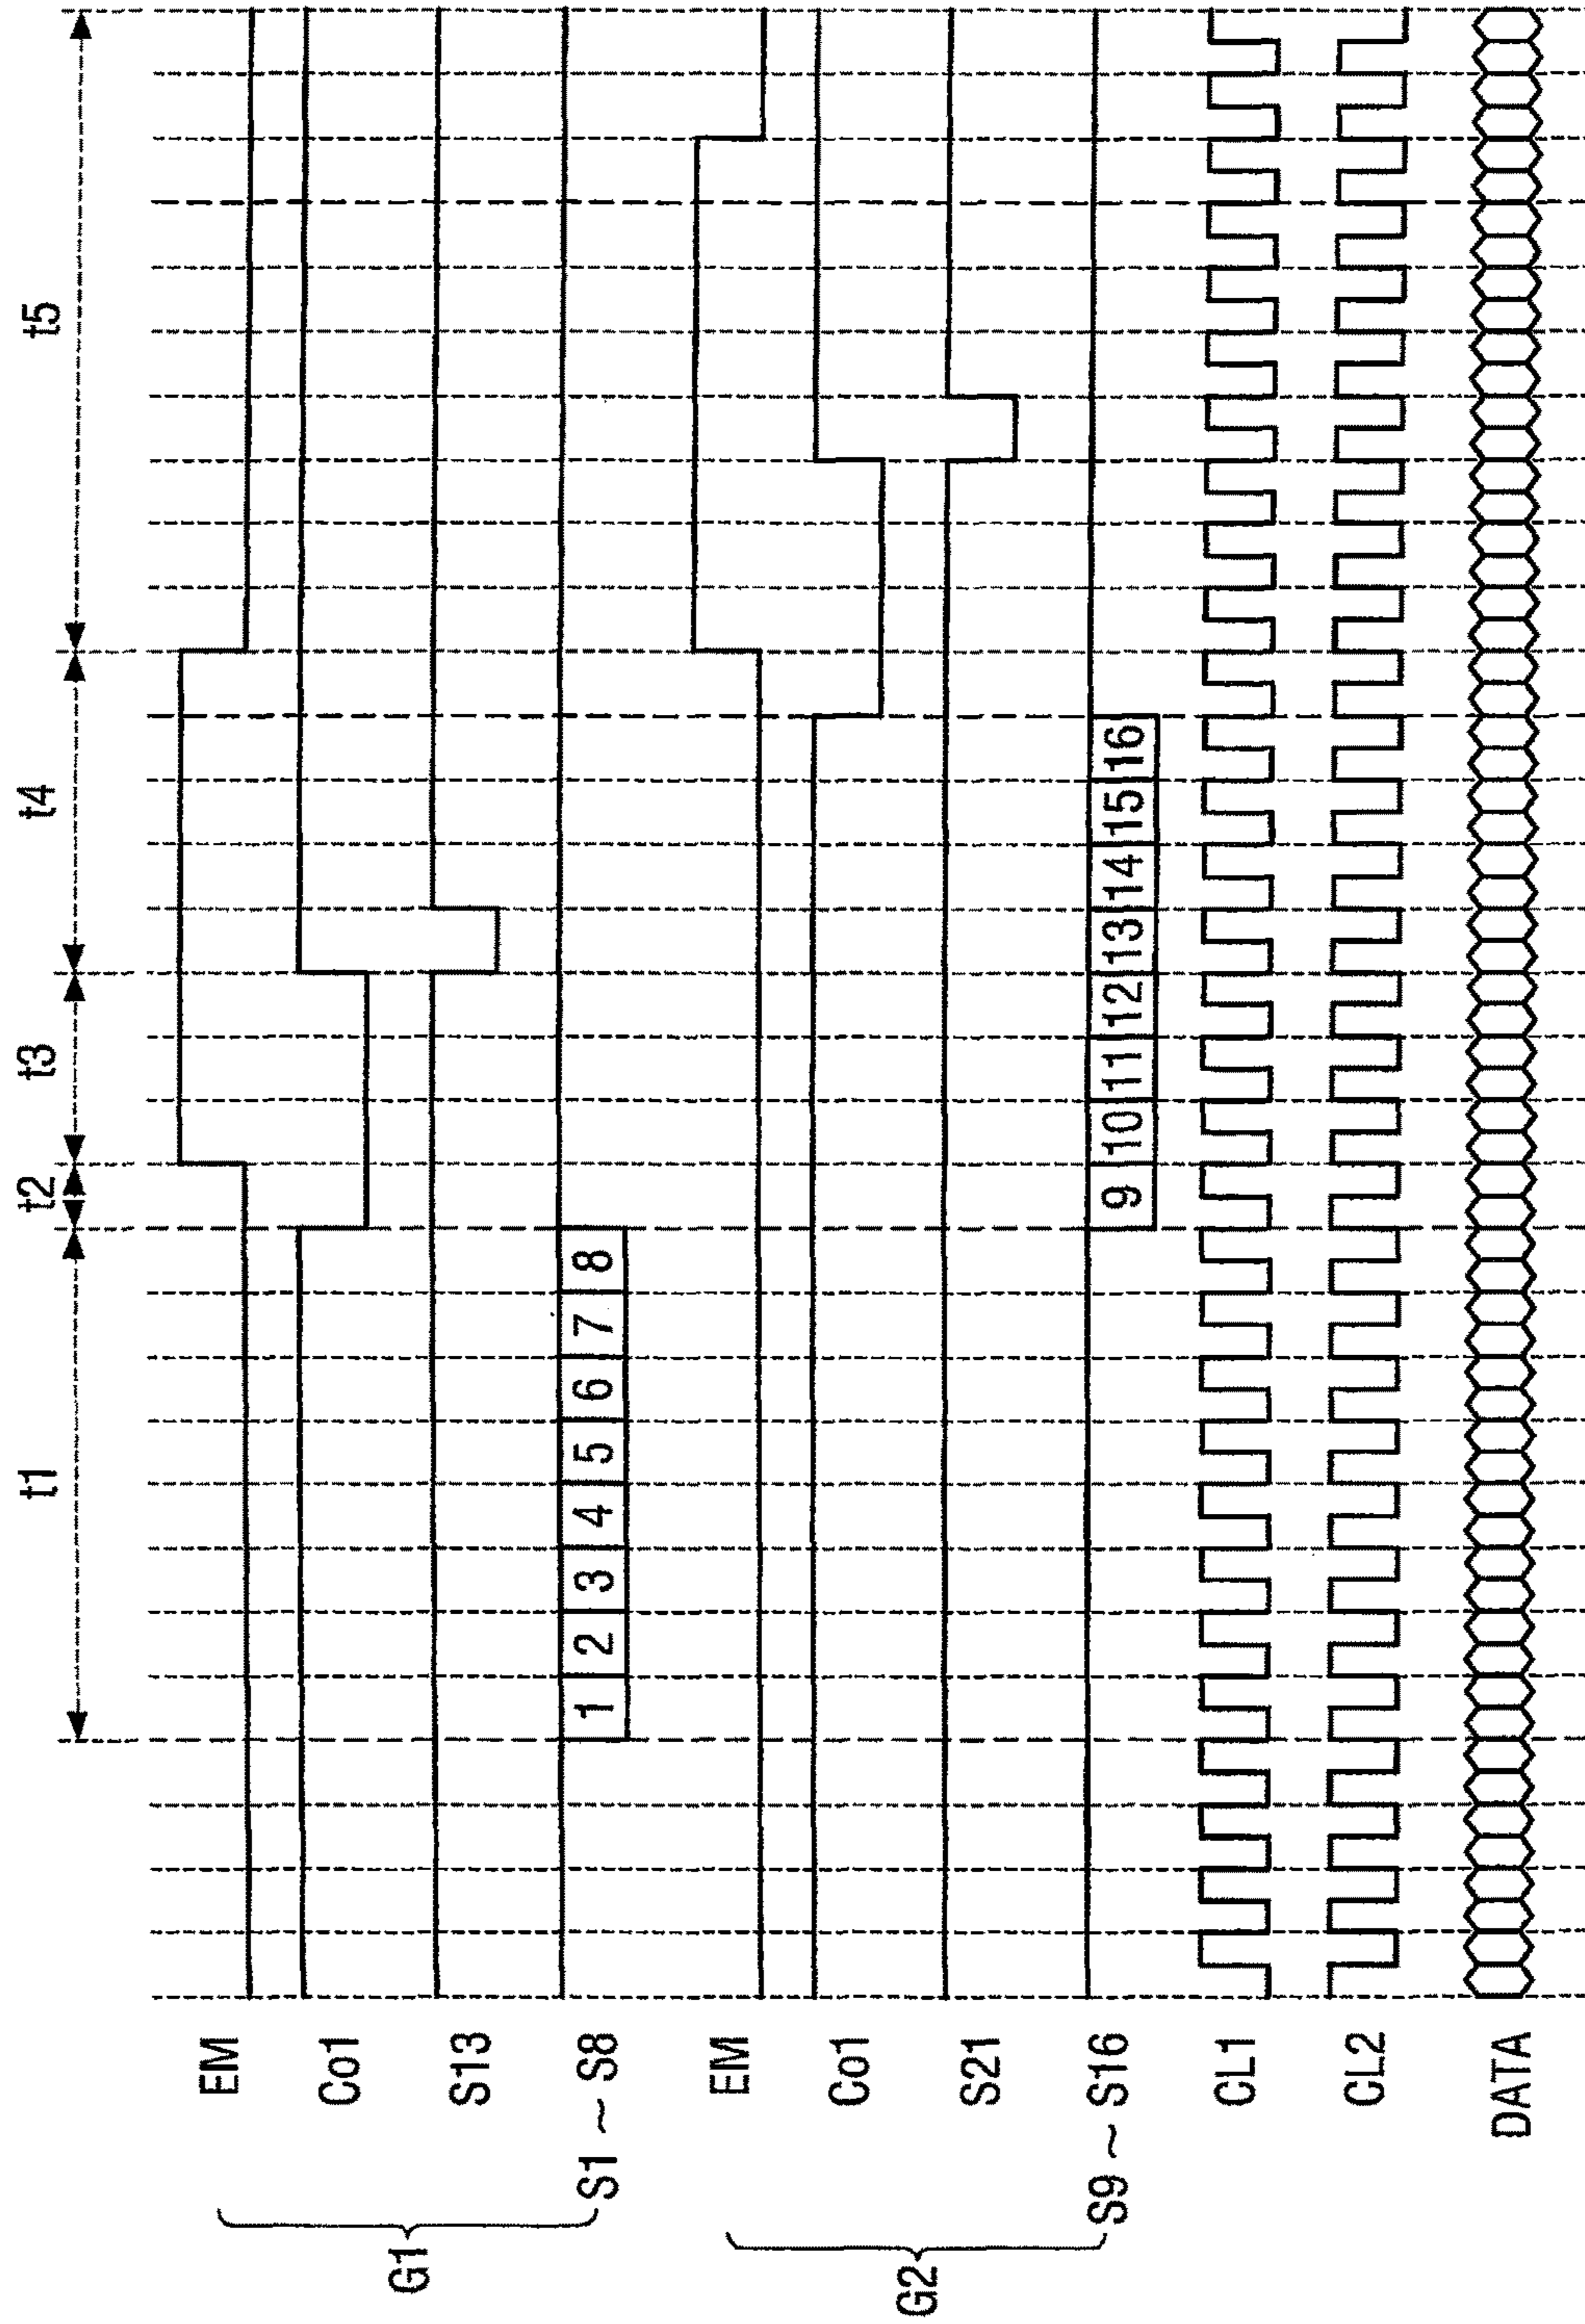 t1 t2 t3 t4 t5
G1
EM
Co1
S13
S1 ~ S8
1 2 3 4 5 6 7 8
G2
EM
Co1
S21
S9 ~ S16
9 10 11 12 13 14 15 16
CL1
CL2
DATA